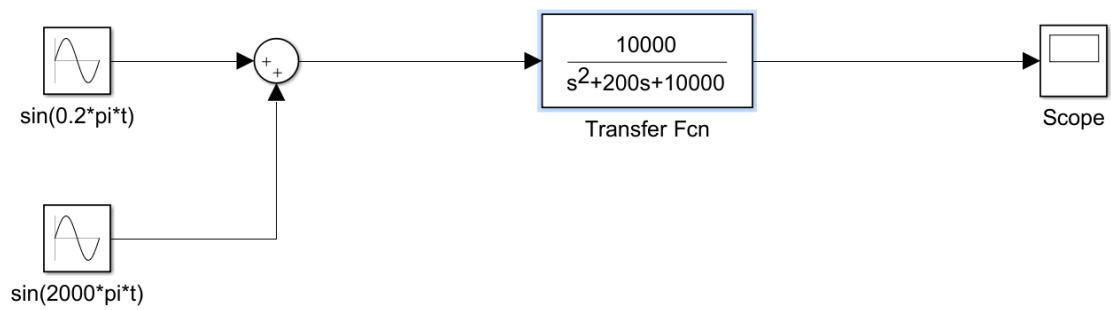 sin(0.2*pi*t)
+
+
10000
s2+200s+10000
Transfer Fcn
Scope
sin(2000*pi*t)